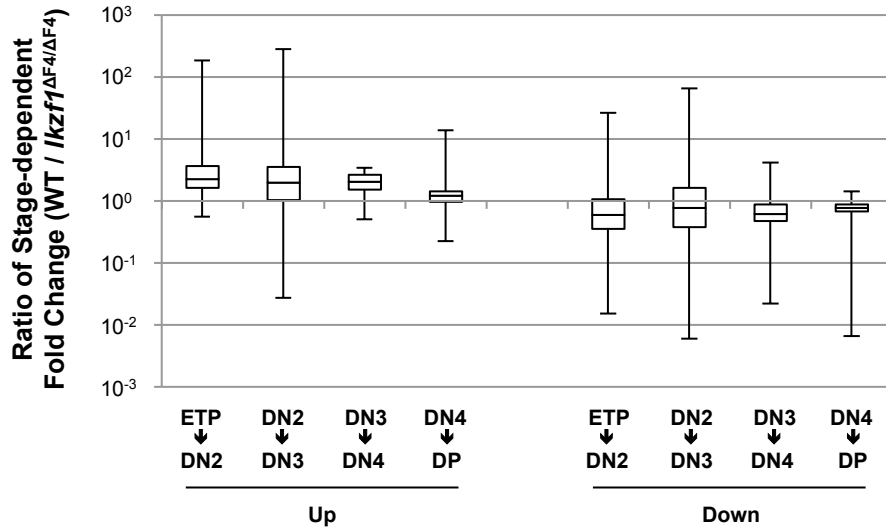 Ratio of Stage-dependent
Fold Change (WT / Ikzf1ΔF4/ΔF4)
10³
10²
10¹
10⁰
10⁻¹
10⁻²
10⁻³
ETP DN2 DN3 DN4 ETP DN2 DN3 DN4
DN2 DN3 DN4 DP DN2 DN3 DN4 DP
Up Down